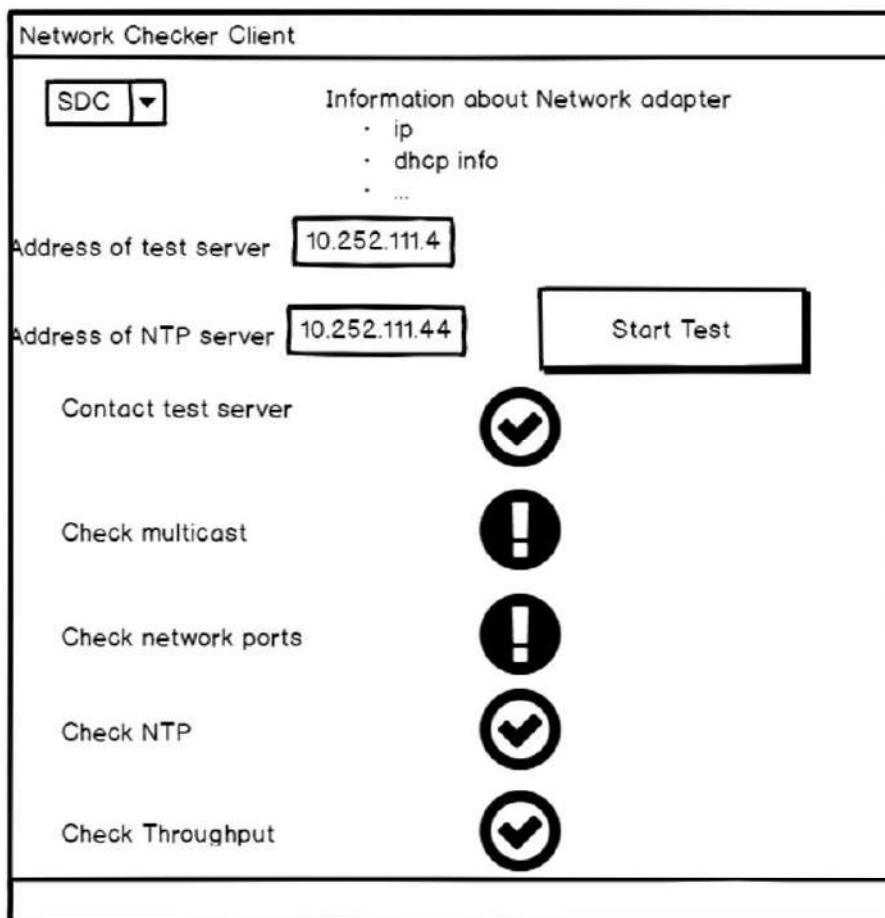 Network Checker Client
SDC
Information about Network adapter
· ip
· dhcp info
· ...
Address of test server
10.252.111.4
Address of NTP server
10.252.111.44
Start Test
Contact test server
Check multicast
Check network ports
Check NTP
Check Throughput